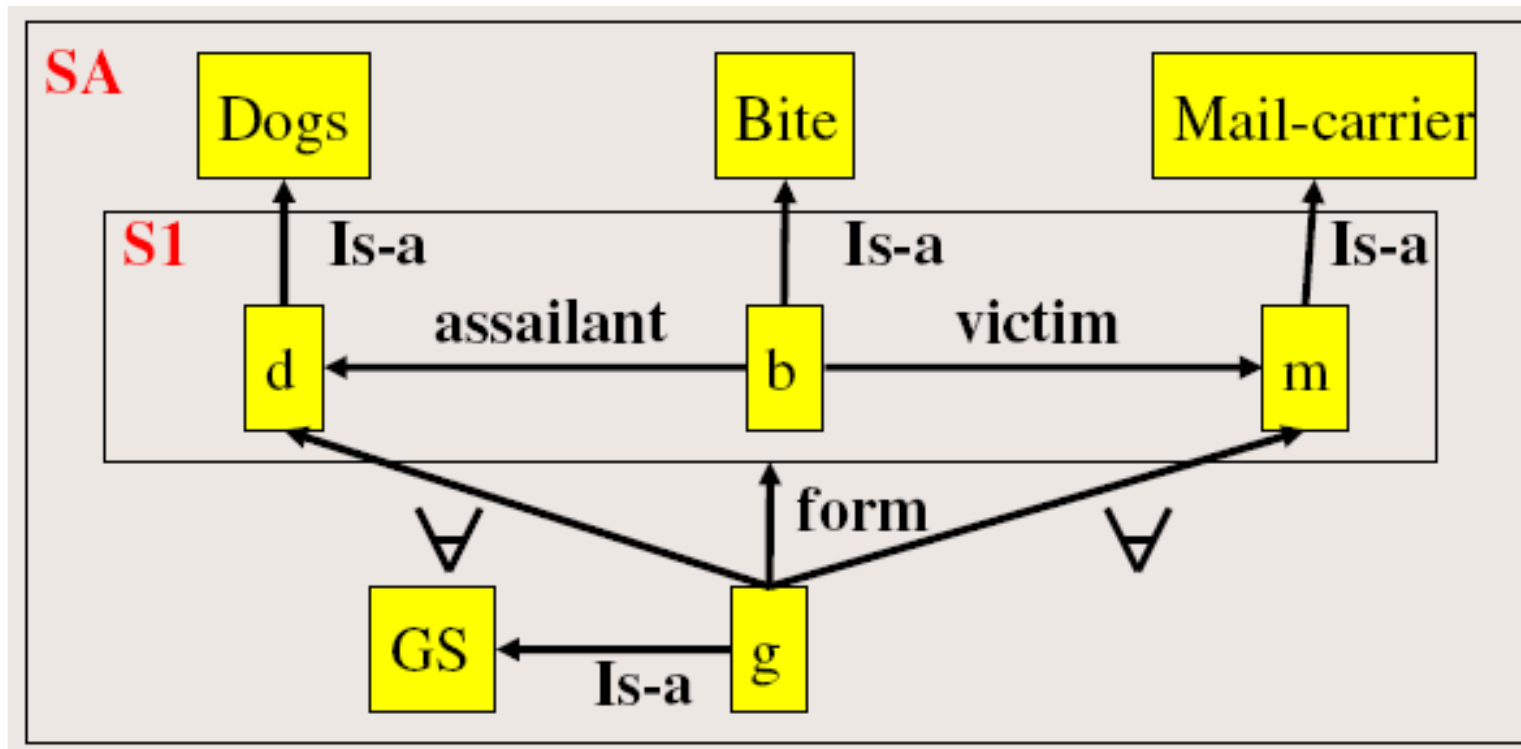 SA
Dogs
Bite
Mail-carrier
S1
Is-a
Is-a
Is-a
assailant
victim
d
b
m
form
∀
∀
GS
Is-a
g